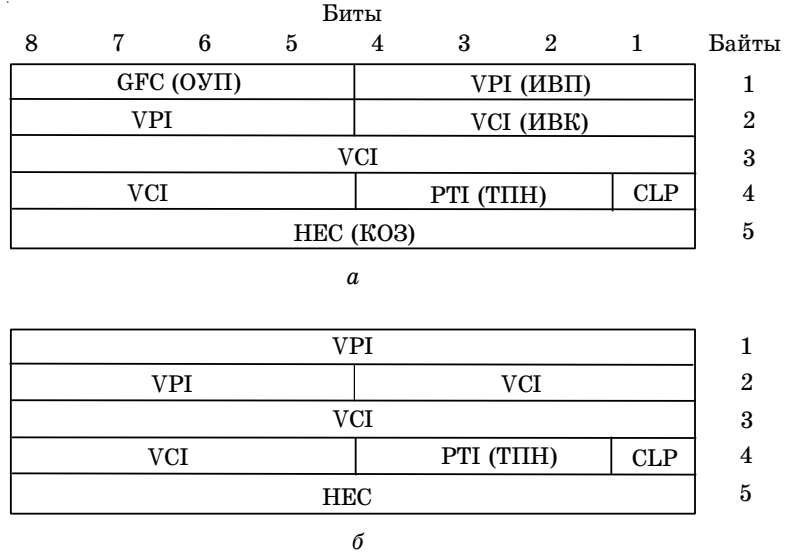 Биты
8 7 6 5 4 3 2 1 Байты
GFC (ОУП) VPI (ИВП) 1
VPI VCI (ИВК) 2
VCI 3
VCI PTI (ТПН) CLP 4
HEC (КОЗ) 5
а
VPI 1
VPI VCI 2
VCI 3
VCI PTI (ТПН) CLP 4
HEC 5
б